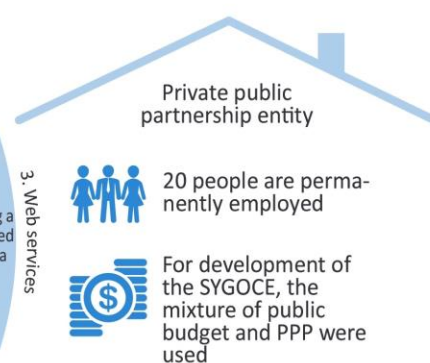 Private public
partnership entity
3. Web services
g a
ed
a
20 people are perma-
nently employed
$
For development of
the SYGOCE, the
mixture of public
budget and PPP were
used